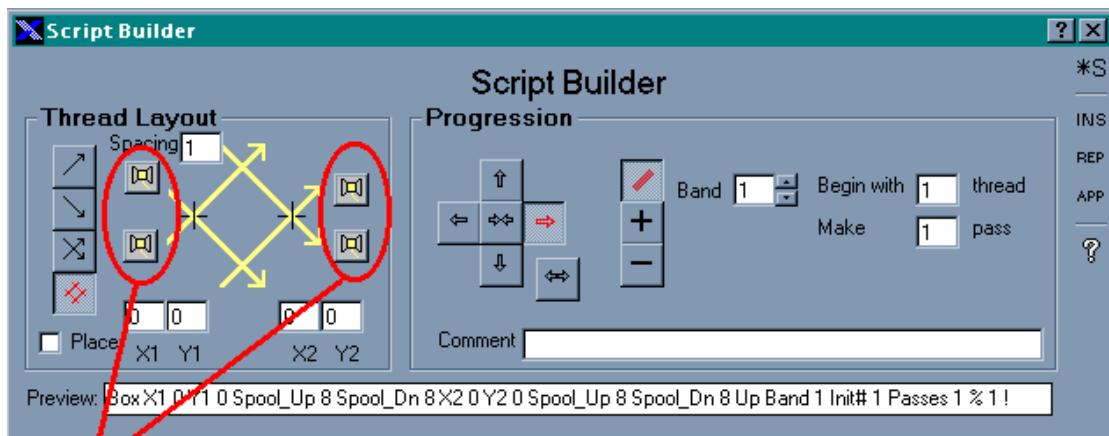 Script Builder
? X
Script Builder
*S
INS
REP
APP
?
Thread Layout
Spacing 1
0 0 0 0
Place X1 Y1 X2 Y2
Progression
+
−
Band 1 Begin with 1 thread
Make 1 pass
Comment
Preview: Box X1 0 Y1 0 Spool_Up 8 Spool_Dn 8 X2 0 Y2 0 Spool_Up 8 Spool_Dn 8 Up Band 1 Init# 1 Passes 1 % 1 !